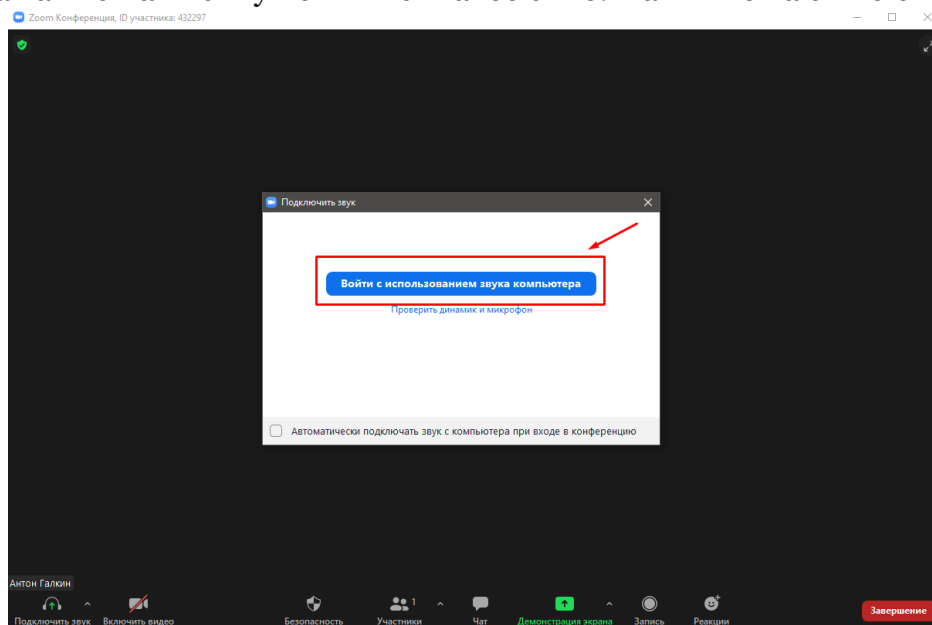 Zoom Конференция, ID участника: 432297
Подключить звук
Войти с использованием звука компьютера
Проверить динамик и микрофон
Автоматически подключать звук с компьютера при входе в конференцию
Антон Галкин
1
Подключить звук Включить видео Безопасность Участники Чат Демонстрация экрана Запись Реакции Завершение